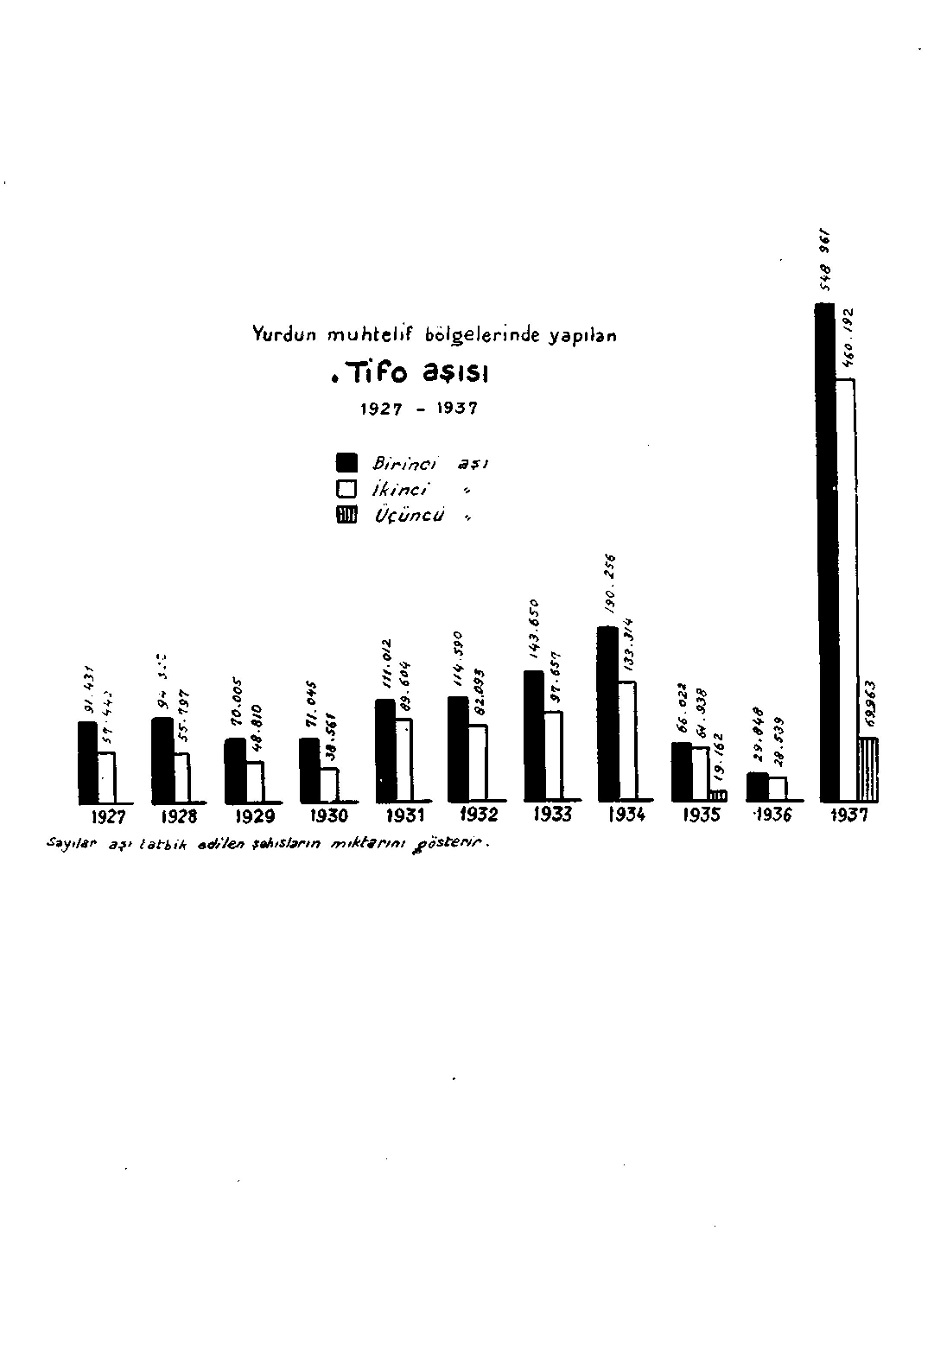 Yurdun muhtelif bölgelerinde yapılan
Tifo aşısı
1927 - 1937
Birinci aşı
İkinci "
Üçüncü "
91.431
94
55.797
70.005
48.810
71.045
38.561
111.012
89.604
114.590
82.093
143.650
97.657
190.256
133.314
66.022
61.938
19.162
29.848
28.539
548 961
460.192
69.963
1927 1928 1929 1930 1931 1932 1933 1934 1935 1936 1937
Sayılar aşı tatbik edilen şahısların miktarını gösterir.